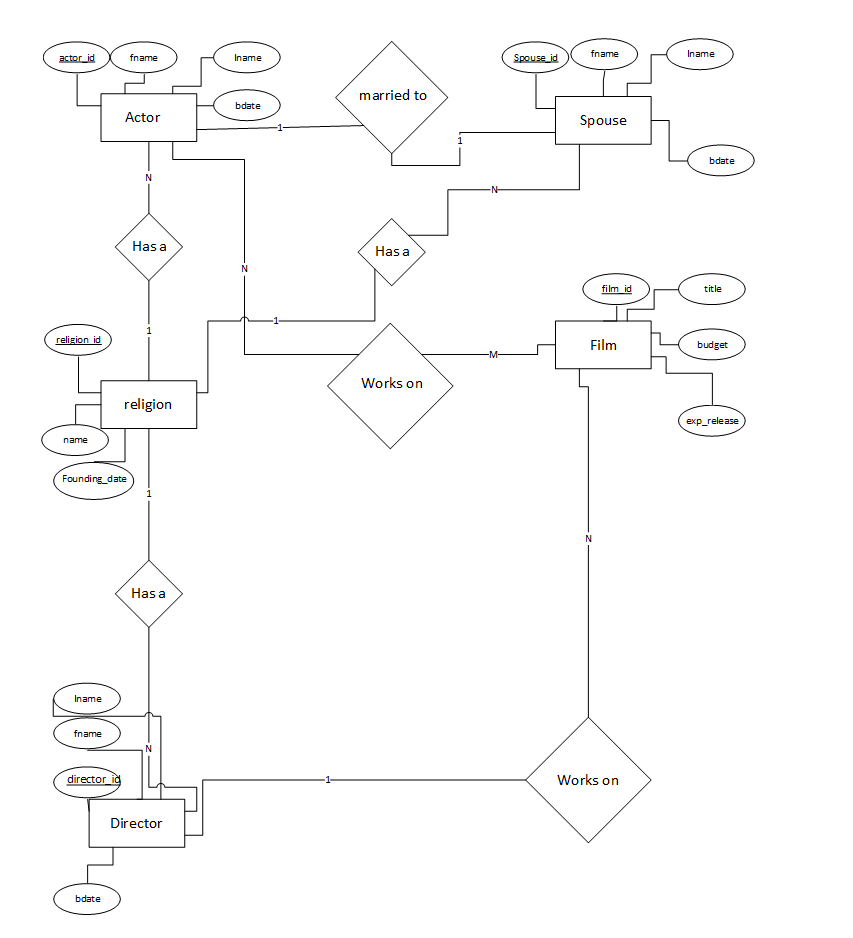 actor_id
fname
lname
bdate
Actor
1
married to
1
Spouse_id
fname
lname
Spouse
bdate
N
N
Has a
Has a
N
1
1
film_id
title
Film
budget
exp_release
M
Works on
religion_id
religion
name
Founding_date
1
N
Has a
lname
fname
N
director_id
Director
bdate
1
Works on